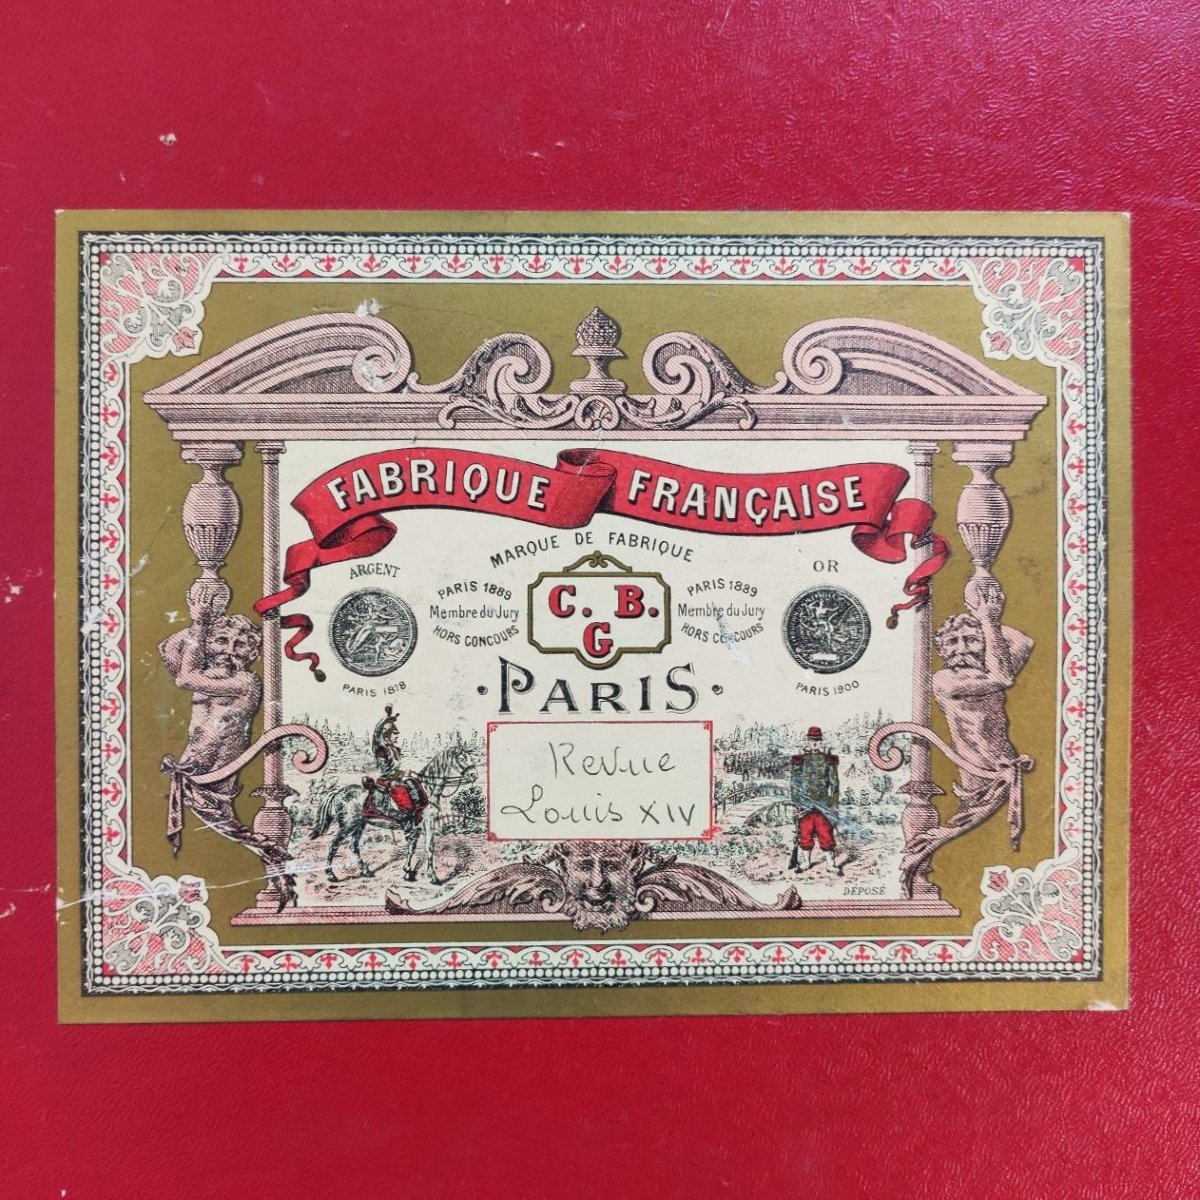 FABRIQUE FRANÇAISE
MARQUE DE FABRIQUE
ARGENT
PARIS 1878
PARIS 1889
Membre du Jury
HORS CONCOURS
C. B.
G
PARIS 1889
Membre du Jury
HORS CONCOURS
OR
PARIS 1900
·PARIS·
Revue
Louis XIV
DÉPOSÉ